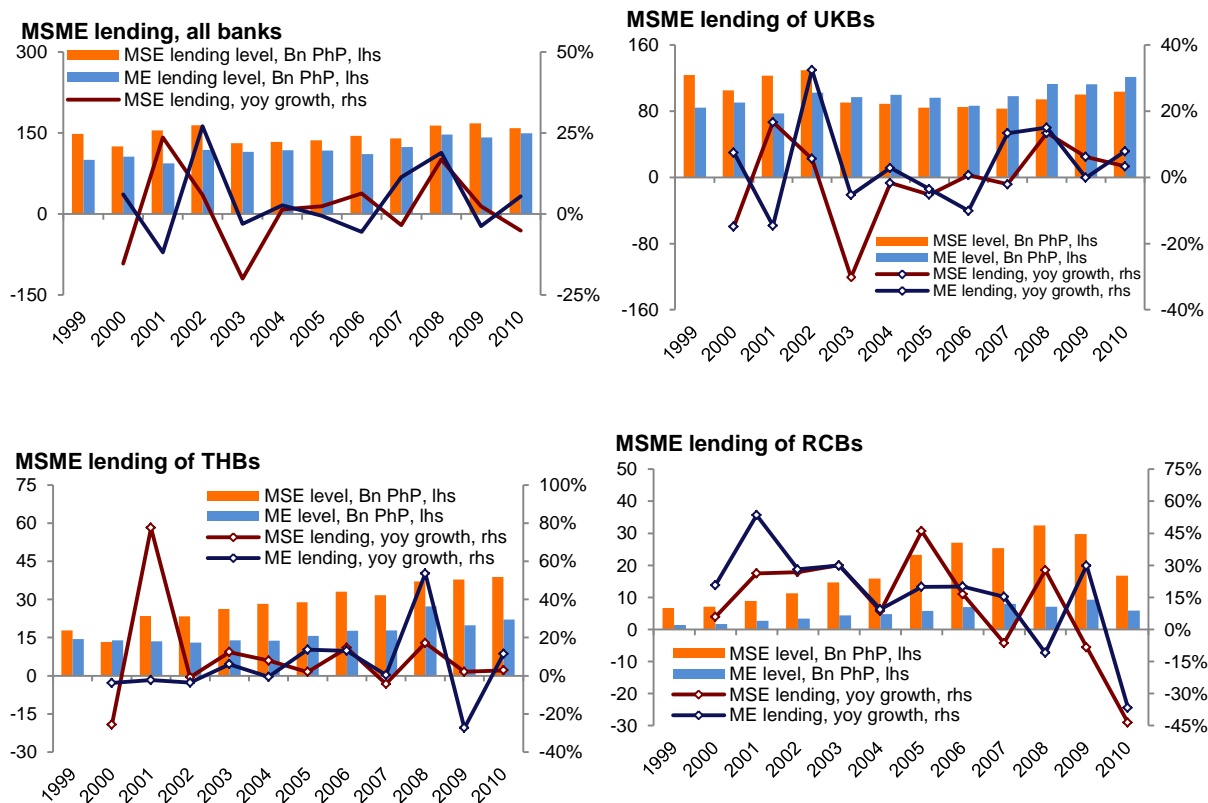 MSME lending, all banks
300
150
0
-150
50%
25%
0%
-25%
MSE lending level, Bn PhP, lhs
ME lending level, Bn PhP, lhs
MSE lending, yoy growth, rhs
1999 2000 2001 2002 2003 2004 2005 2006 2007 2008 2009 2010
MSME lending of UKBs
160
80
0
-80
-160
40%
20%
0%
-20%
-40%
MSE level, Bn PhP, lhs
ME level, Bn PhP, lhs
MSE lending, yoy growth, rhs
ME lending, yoy growth, rhs
1999 2000 2001 2002 2003 2004 2005 2006 2007 2008 2009 2010
MSME lending of THBs
75
60
45
30
15
0
-15
-30
100%
80%
60%
40%
20%
0%
-20%
-40%
MSE level, Bn PhP, lhs
ME level, Bn PhP, lhs
MSE lending, yoy growth, rhs
ME lending, yoy growth, rhs
1999 2000 2001 2002 2003 2004 2005 2006 2007 2008 2009 2010
MSME lending of RCBs
50
40
30
20
10
0
-10
-20
-30
75%
60%
45%
30%
15%
0%
-15%
-30%
-45%
MSE level, Bn PhP, lhs
ME level, Bn PhP, lhs
MSE lending, yoy growth, rhs
ME lending, yoy growth, rhs
1999 2000 2001 2002 2003 2004 2005 2006 2007 2008 2009 2010